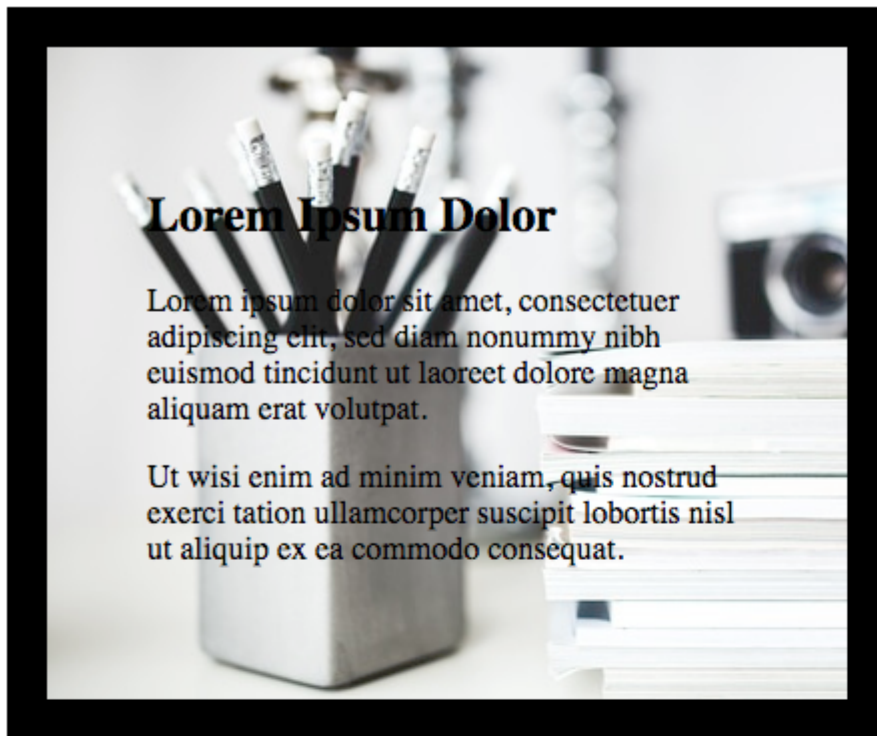 Lorem Ipsum Dolor
Lorem ipsum dolor sit amet, consectetuer
adipiscing elit, sed diam nonummy nibh
euismod tincidunt ut laoreet dolore magna
aliquam erat volutpat.
Ut wisi enim ad minim veniam, quis nostrud
exerci tation ullamcorper suscipit lobortis nisl
ut aliquip ex ea commodo consequat.